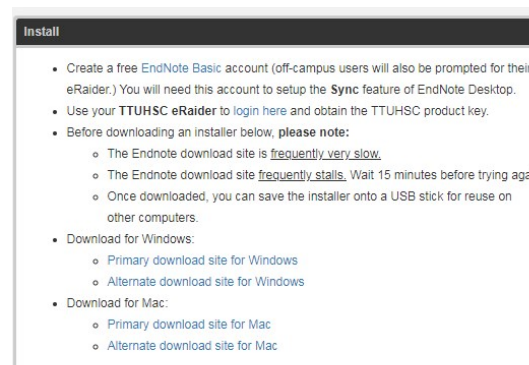 Install
Create a free EndNote Basic account (off-campus users will also be prompted for their
eRaider.) You will need this account to setup the Sync feature of EndNote Desktop.
Use your TTUHSC eRaider to login here and obtain the TTUHSC product key.
Before downloading an installer below, please note:
The Endnote download site is frequently very slow.
The Endnote download site frequently stalls. Wait 15 minutes before trying aga
Once downloaded, you can save the installer onto a USB stick for reuse on
other computers.
Download for Windows:
Primary download site for Windows
Alternate download site for Windows
Download for Mac:
Primary download site for Mac
Alternate download site for Mac